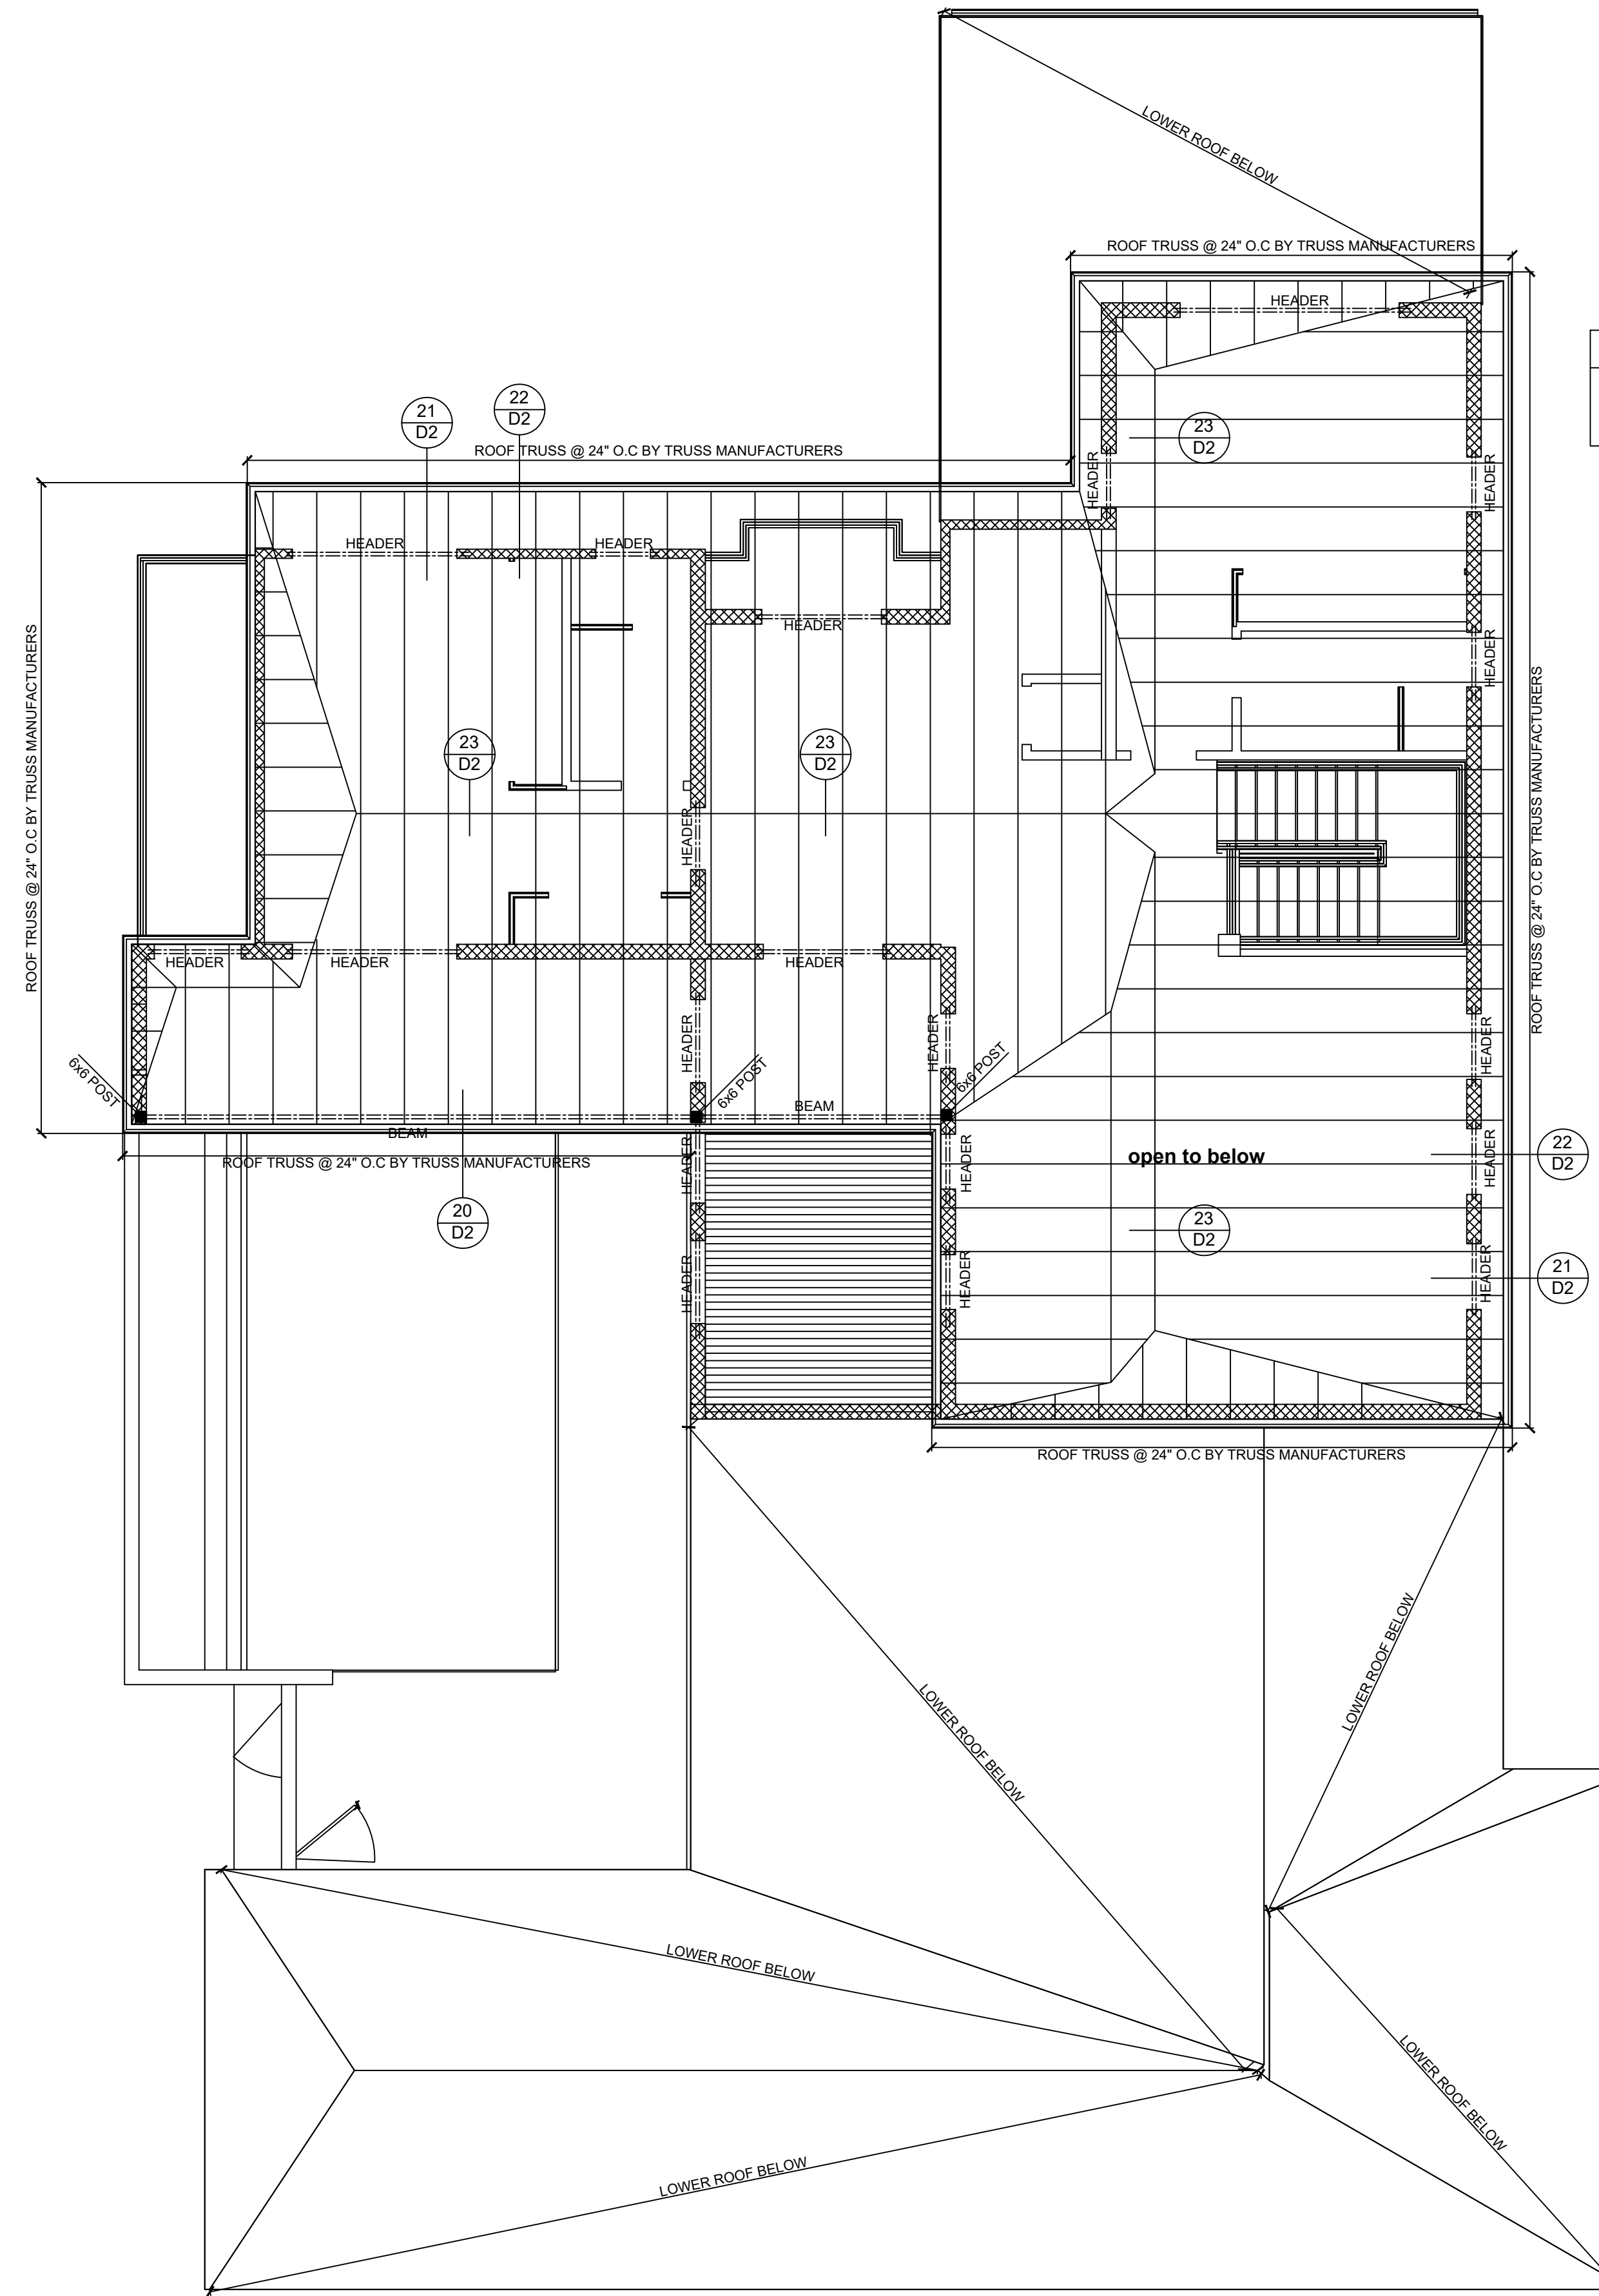 LOWER ROOF BELOW
ROOF TRUSS @ 24" O.C BY TRUSS MANUFACTURERS
HEADER
21
D2
22
D2
ROOF TRUSS @ 24" O.C BY TRUSS MANUFACTURERS
23
D2
HEADER
HEADER
HEADER
HEADER
HEADER
HEADER
ROOF TRUSS @ 24" O.C BY TRUSS MANUFACTURERS
23
D2
23
D2
HEADER
ROOF TRUSS @ 24" O.C BY TRUSS MANUFACTURERS
HEADER
HEADER
HEADER
HEADER
HEADER
HEADER
6x6 POST
6x6 POST
6x6 POST
BEAM
BEAM
ROOF TRUSS @ 24" O.C BY TRUSS MANUFACTURERS
HEADER
HEADER
open to below
HEADER
22
D2
20
D2
23
D2
HEADER
HEADER
HEADER
21
D2
ROOF TRUSS @ 24" O.C BY TRUSS MANUFACTURERS
LOWER ROOF BELOW
LOWER ROOF BELOW
LOWER ROOF BELOW
LOWER ROOF BELOW
LOWER ROOF BELOW